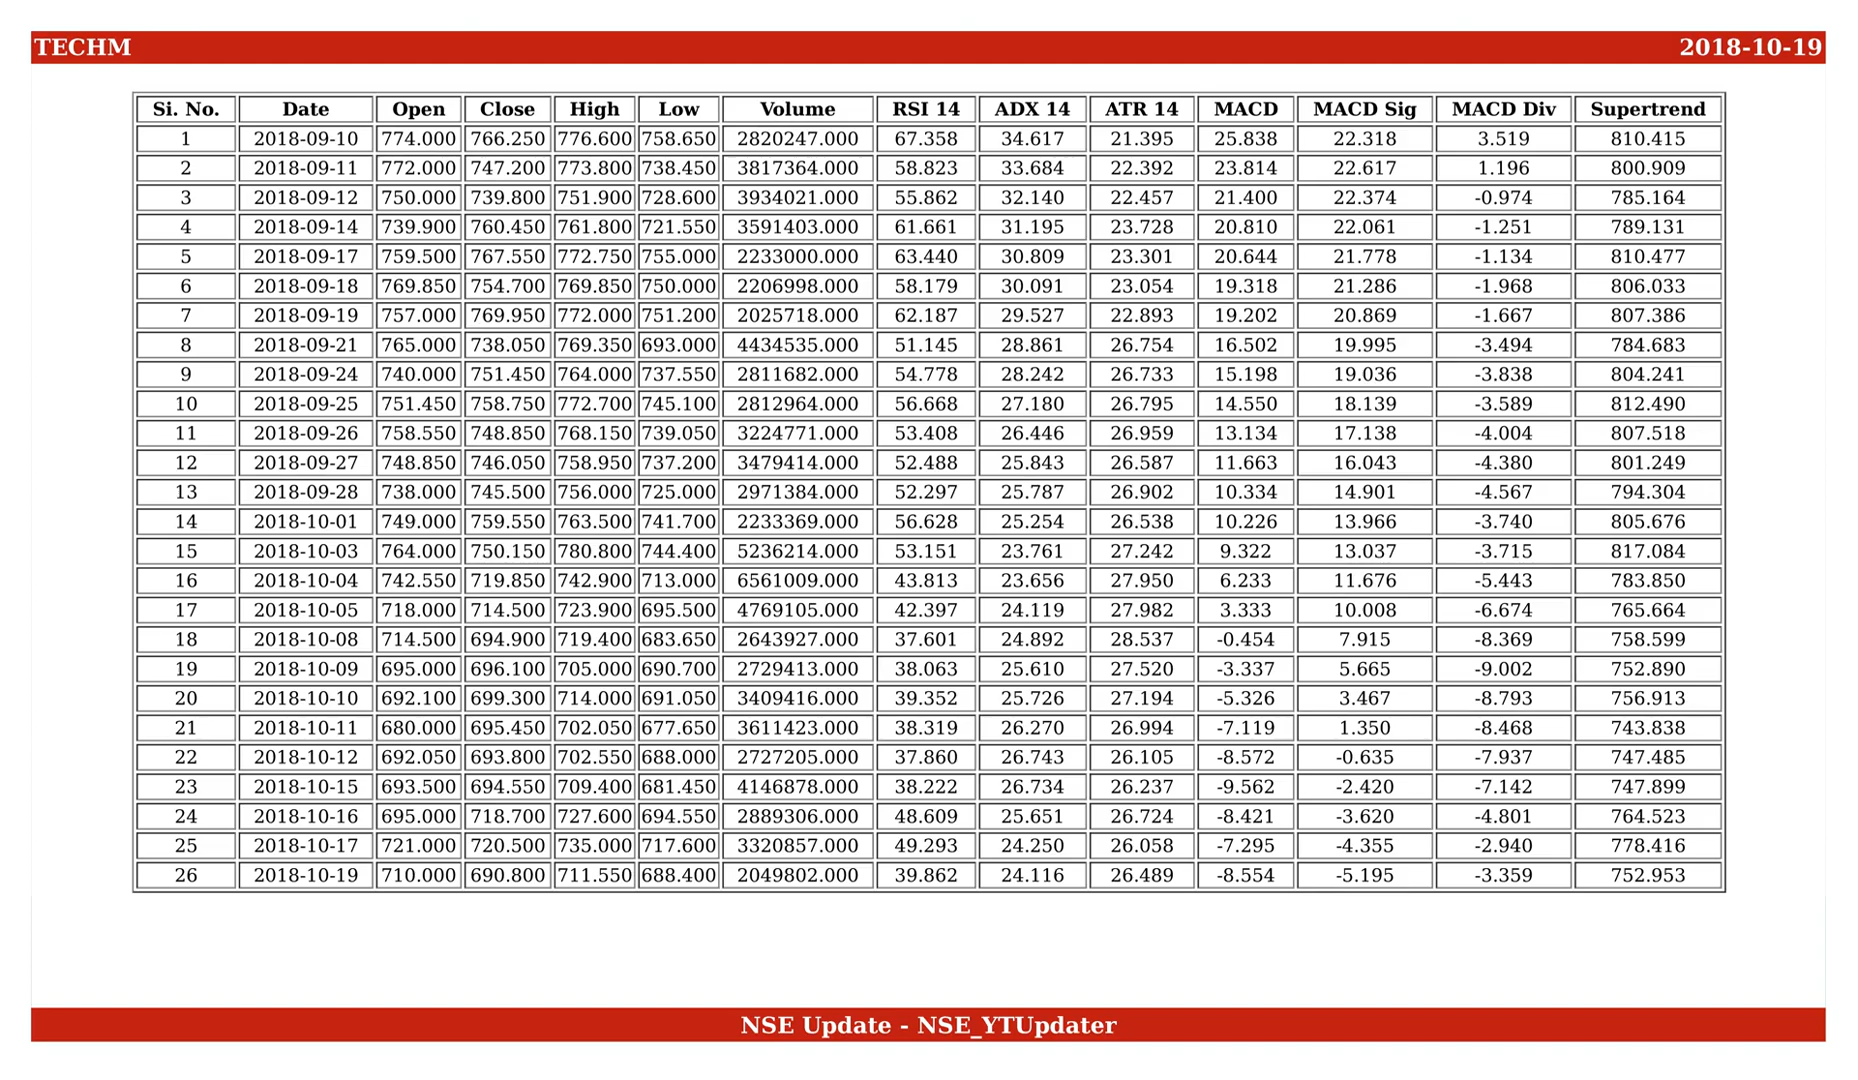 TECHM 2018-10-19
Si. No. Date Open Close High Low Volume RSI 14 ADX 14 ATR 14 MACD MACD Sig MACD Div Supertrend
1 2018-09-10 774.000 766.250 776.600 758.650 2820247.000 67.358 34.617 21.395 25.838 22.318 3.519 810.415
2 2018-09-11 772.000 747.200 773.800 738.450 3817364.000 58.823 33.684 22.392 23.814 22.617 1.196 800.909
3 2018-09-12 750.000 739.800 751.900 728.600 3934021.000 55.862 32.140 22.457 21.400 22.374 -0.974 785.164
4 2018-09-14 739.900 760.450 761.800 721.550 3591403.000 61.661 31.195 23.728 20.810 22.061 -1.251 789.131
5 2018-09-17 759.500 767.550 772.750 755.000 2233000.000 63.440 30.809 23.301 20.644 21.778 -1.134 810.477
6 2018-09-18 769.850 754.700 769.850 750.000 2206998.000 58.179 30.091 23.054 19.318 21.286 -1.968 806.033
7 2018-09-19 757.000 769.950 772.000 751.200 2025718.000 62.187 29.527 22.893 19.202 20.869 -1.667 807.386
8 2018-09-21 765.000 738.050 769.350 693.000 4434535.000 51.145 28.861 26.754 16.502 19.995 -3.494 784.683
9 2018-09-24 740.000 751.450 764.000 737.550 2811682.000 54.778 28.242 26.733 15.198 19.036 -3.838 804.241
10 2018-09-25 751.450 758.750 772.700 745.100 2812964.000 56.668 27.180 26.795 14.550 18.139 -3.589 812.490
11 2018-09-26 758.550 748.850 768.150 739.050 3224771.000 53.408 26.446 26.959 13.134 17.138 -4.004 807.518
12 2018-09-27 748.850 746.050 758.950 737.200 3479414.000 52.488 25.843 26.587 11.663 16.043 -4.380 801.249
13 2018-09-28 738.000 745.500 756.000 725.000 2971384.000 52.297 25.787 26.902 10.334 14.901 -4.567 794.304
14 2018-10-01 749.000 759.550 763.500 741.700 2233369.000 56.628 25.254 26.538 10.226 13.966 -3.740 805.676
15 2018-10-03 764.000 750.150 780.800 744.400 5236214.000 53.151 23.761 27.242 9.322 13.037 -3.715 817.084
16 2018-10-04 742.550 719.850 742.900 713.000 6561009.000 43.813 23.656 27.950 6.233 11.676 -5.443 783.850
17 2018-10-05 718.000 714.500 723.900 695.500 4769105.000 42.397 24.119 27.982 3.333 10.008 -6.674 765.664
18 2018-10-08 714.500 694.900 719.400 683.650 2643927.000 37.601 24.892 28.537 -0.454 7.915 -8.369 758.599
19 2018-10-09 695.000 696.100 705.000 690.700 2729413.000 38.063 25.610 27.520 -3.337 5.665 -9.002 752.890
20 2018-10-10 692.100 699.300 714.000 691.050 3409416.000 39.352 25.726 27.194 -5.326 3.467 -8.793 756.913
21 2018-10-11 680.000 695.450 702.050 677.650 3611423.000 38.319 26.270 26.994 -7.119 1.350 -8.468 743.838
22 2018-10-12 692.050 693.800 702.550 688.000 2727205.000 37.860 26.743 26.105 -8.572 -0.635 -7.937 747.485
23 2018-10-15 693.500 694.550 709.400 681.450 4146878.000 38.222 26.734 26.237 -9.562 -2.420 -7.142 747.899
24 2018-10-16 695.000 718.700 727.600 694.550 2889306.000 48.609 25.651 26.724 -8.421 -3.620 -4.801 764.523
25 2018-10-17 721.000 720.500 735.000 717.600 3320857.000 49.293 24.250 26.058 -7.295 -4.355 -2.940 778.416
26 2018-10-19 710.000 690.800 711.550 688.400 2049802.000 39.862 24.116 26.489 -8.554 -5.195 -3.359 752.953
NSE Update - NSE_YTUpdater